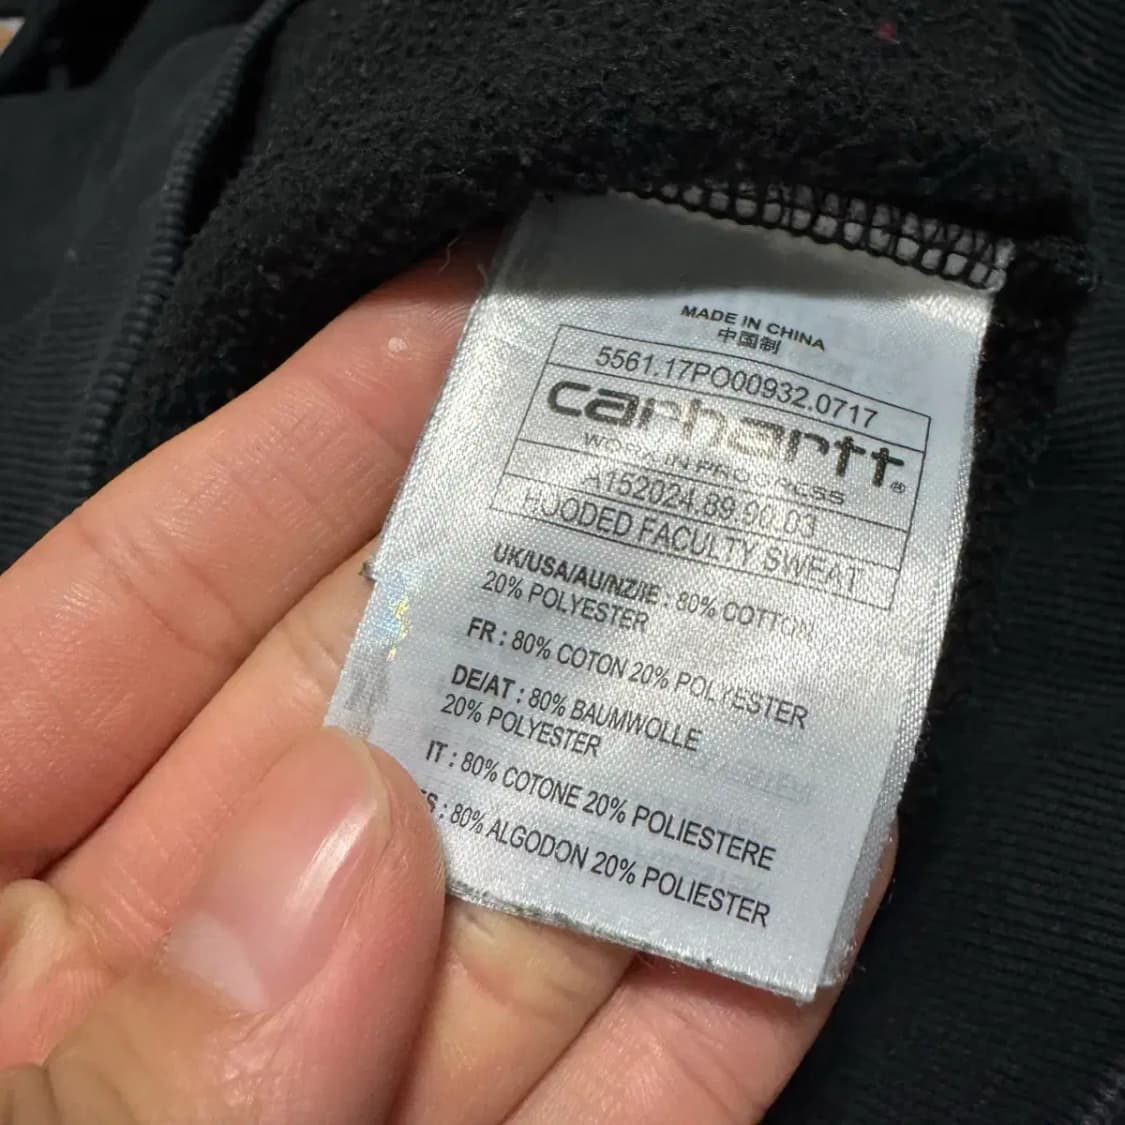 MADE IN CHINA
中国制
5561.17PO00932.0717
carhartt®
WORK IN PROGRESS
A152024.89.90.03
HOODED FACULTY SWEAT
UK/USA/AU/NZ/IE : 80% COTTON
20% POLYESTER
FR : 80% COTON 20% POLYESTER
DE/AT : 80% BAUMWOLLE
20% POLYESTER
IT : 80% COTONE 20% POLIESTERE
ES : 80% ALGODON 20% POLIESTER